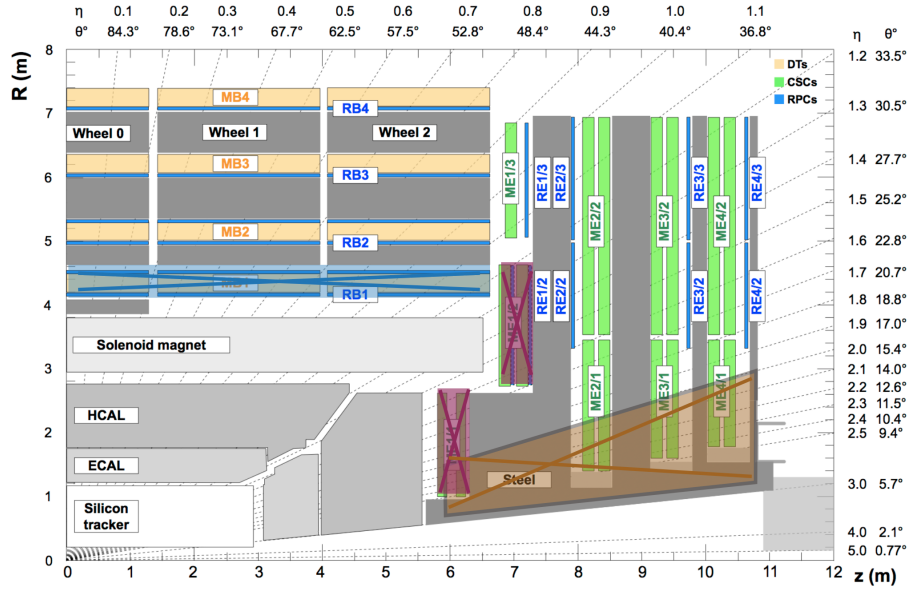 η 0.1 0.2 0.3 0.4 0.5 0.6 0.7 0.8 0.9 1.0 1.1 η θ°
θ° 84.3° 78.6° 73.1° 67.7° 62.5° 57.5° 52.8° 48.4° 44.3° 40.4° 36.8°
R (m)
8
7
6
5
4
3
2
1
0
1.2 33.5°
1.3 30.5°
1.4 27.7°
1.5 25.2°
1.6 22.8°
1.7 20.7°
1.8 18.8°
1.9 17.0°
2.0 15.4°
2.1 14.0°
2.2 12.6°
2.3 11.5°
2.4 10.4°
2.5 9.4°
3.0 5.7°
4.0 2.1°
5.0 0.77°
DTs
CSCs
RPCs
MB4
RB4
Wheel 0
Wheel 1
Wheel 2
MB3
RB3
MB2
RB2
RB1
ME1/3
RE1/3
RE2/3
ME2/2
ME3/2
RE3/3
ME4/2
RE4/3
RE1/2
RE2/2
RE3/2
RE4/2
ME2/1
ME3/1
ME4/1
Solenoid magnet
HCAL
ECAL
Silicon
tracker
Steel
0 1 2 3 4 5 6 7 8 9 10 11 12
z (m)